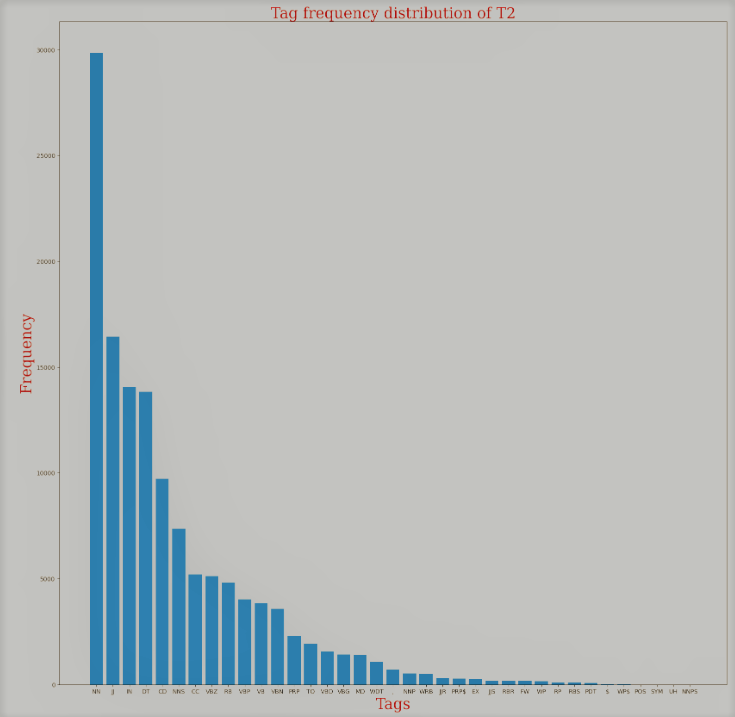 Tag frequency distribution of T2
30000
25000
20000
15000
10000
5000
0
Frequency
NN JJ IN DT CD NNS CC VBZ RB VBP VB VBN PRP TO VBD VBG MD WDT . NNP WRB JJR PRP$ EX JJS RBR FW WP RP RBS PDT $ WP$ POS SYM UH NNPS
Tags